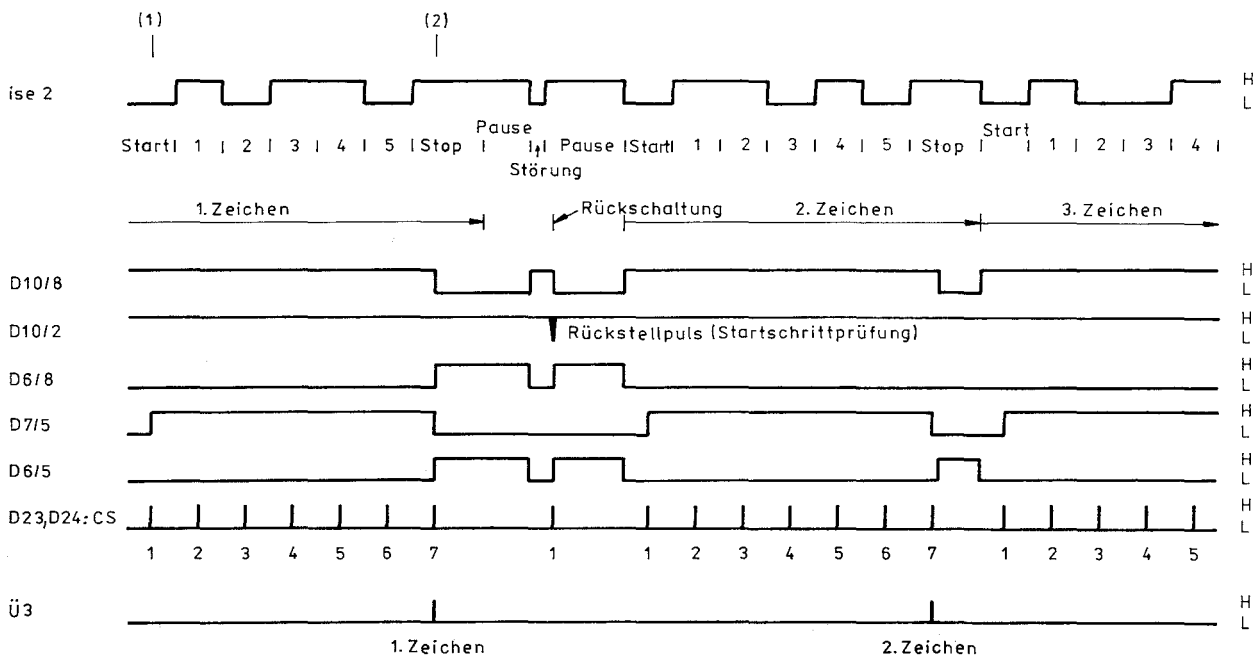 (1) (2)
ise 2 H
L
Start 1 2 3 4 5 Stop Pause Störung Pause Start 1 2 3 4 5 Stop Start 1 2 3 4
1. Zeichen Rückschaltung 2. Zeichen 3. Zeichen
D10/8 H
L
D10/2 Rückstellpuls (Startschrittprüfung) H
L
D6/8 H
L
D7/5 H
L
D6/5 H
L
D23,D24: CS H
L
1 2 3 4 5 6 7 1 1 2 3 4 5 6 7 1 2 3 4 5
Ü3 H
L
1. Zeichen 2. Zeichen